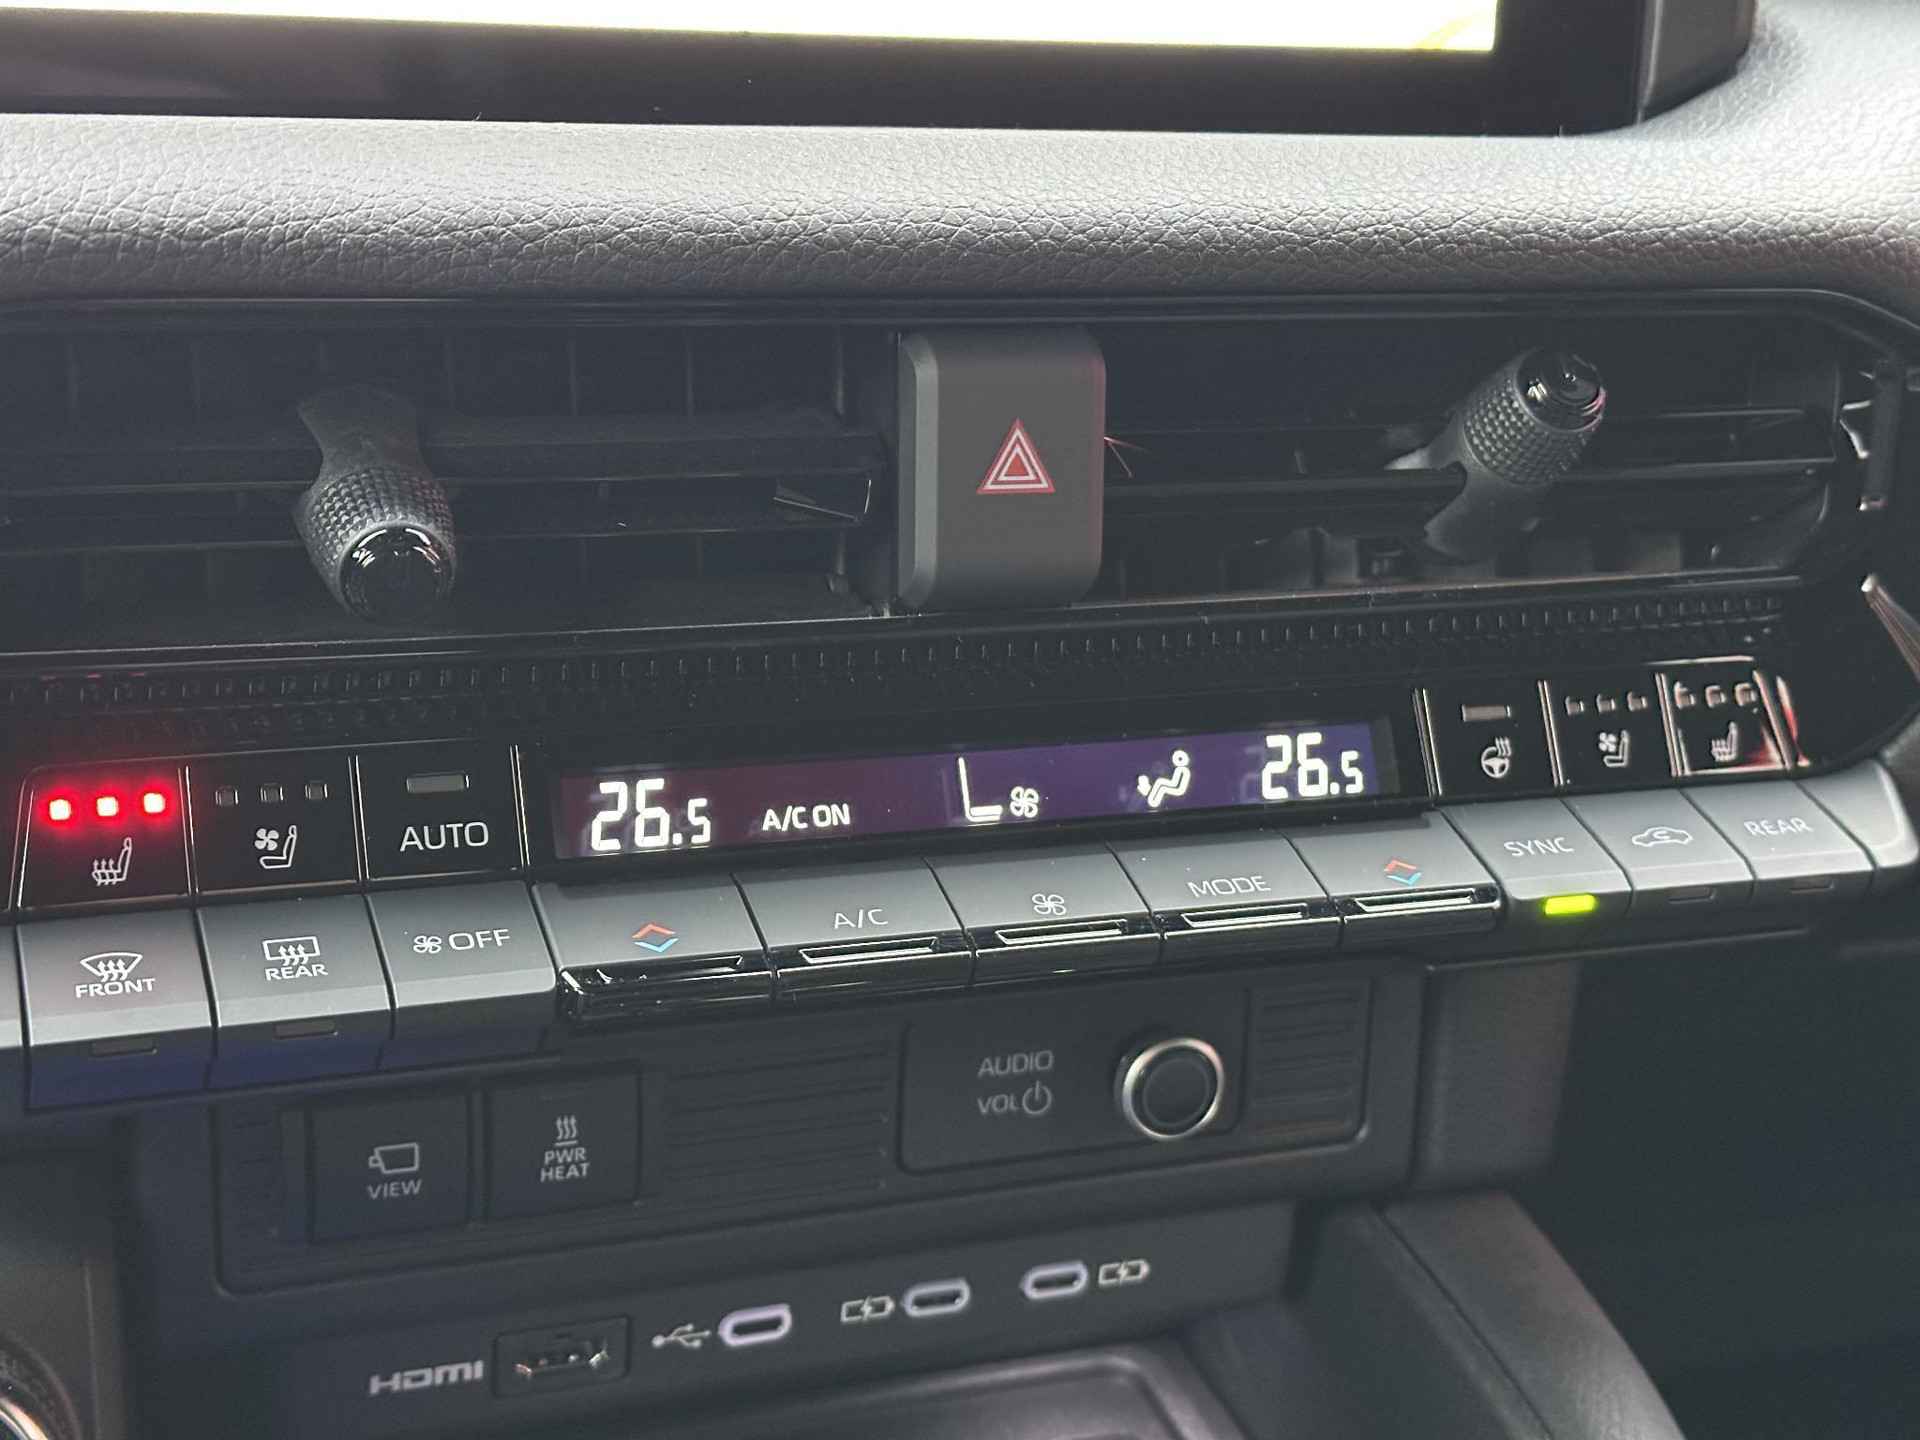 AUTO
26.5
A/C ON
26.5
FRONT
REAR
OFF
A/C
MODE
SYNC
REAR
AUDIO
VOL
VIEW
PWR
HEAT
HDMI